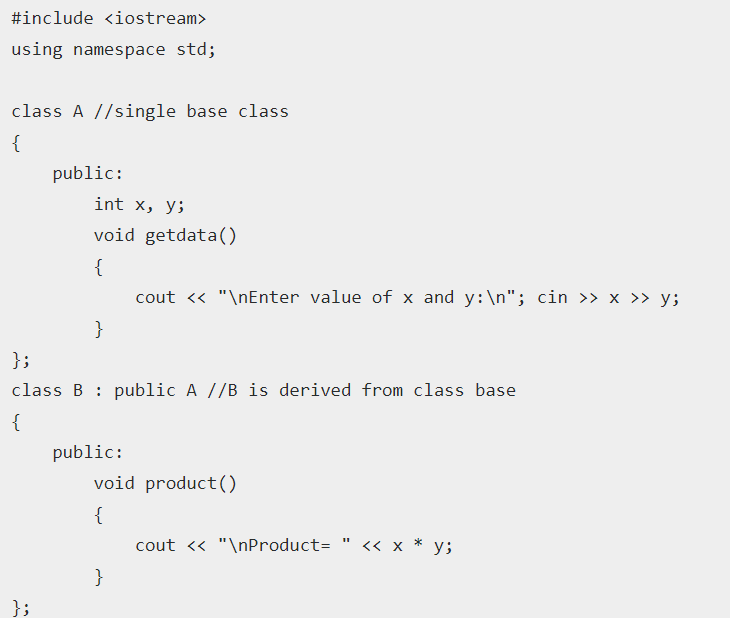 #include <iostream>
using namespace std;
class A //single base class
{
    public:
        int x, y;
        void getdata()
        {
            cout << "\nEnter value of x and y:\n"; cin >> x >> y;
        }
};
class B : public A //B is derived from class base
{
    public:
        void product()
        {
            cout << "\nProduct= " << x * y;
        }
};